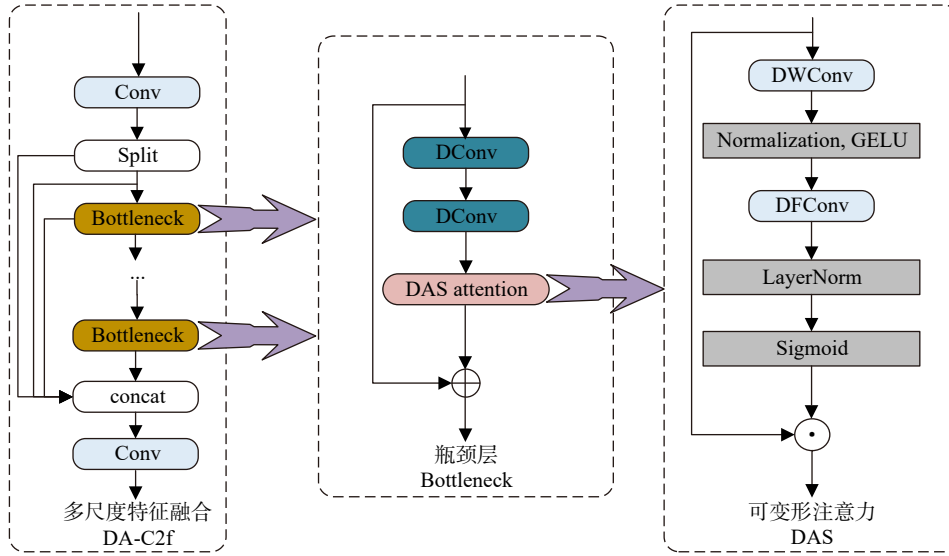 Conv
Split
Bottleneck
...
Bottleneck
concat
Conv
多尺度特征融合
DA-C2f
DConv
DConv
DAS attention
瓶颈层
Bottleneck
DWConv
Normalization, GELU
DFConv
LayerNorm
Sigmoid
可变形注意力
DAS